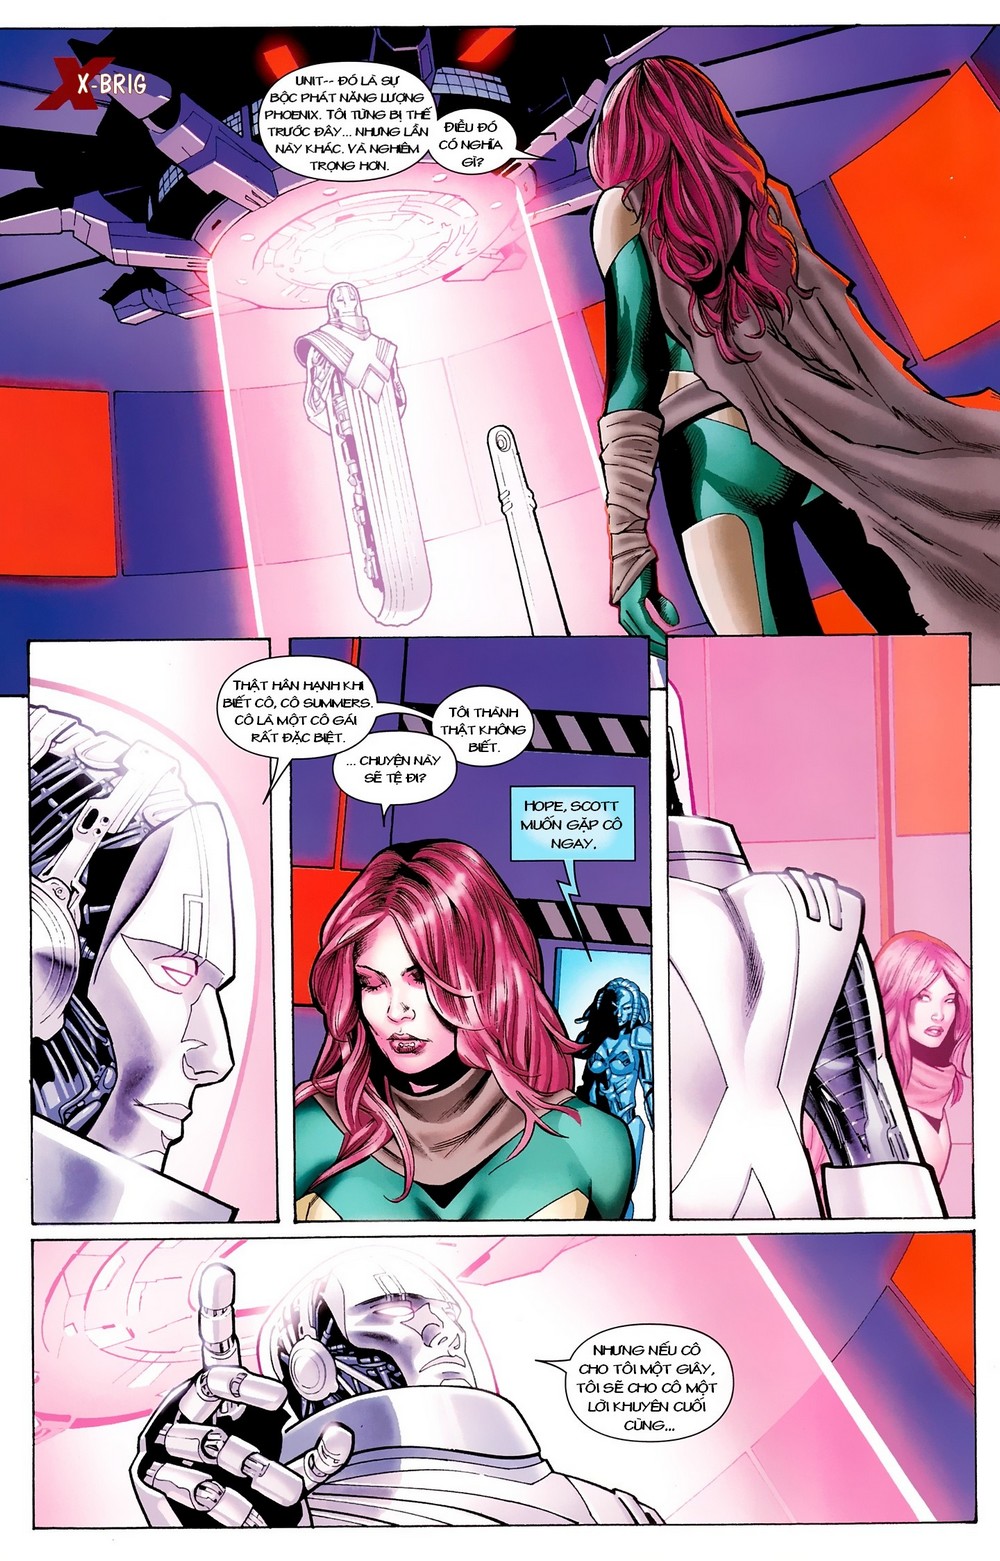 X-BRIG
UNIT-- ĐÓ LÀ SỰ
BỘC PHÁT NĂNG LƯỢNG
PHOENIX. TÔI TỪNG BỊ THẾ
TRƯỚC ĐÂY... NHƯNG LẦN
NÀY KHÁC. VÀ NGHIÊM
TRỌNG HƠN.
ĐIỀU ĐÓ
CÓ NGHĨA
GÌ?
THẬT HÂN HẠNH KHI
BIẾT CÔ, CÔ SUMMERS.
CÔ LÀ MỘT CÔ GÁI
RẤT ĐẶC BIỆT.
TÔI THÀNH
THẬT KHÔNG
BIẾT.
... CHUYỆN NÀY
SẼ TỆ ĐI?
HOPE, SCOTT
MUỐN GẶP CÔ
NGAY.
NHƯNG NẾU CÔ
CHO TÔI MỘT GIÂY,
TÔI SẼ CHO CÔ MỘT
LỜI KHUYÊN CUỐI
CÙNG...